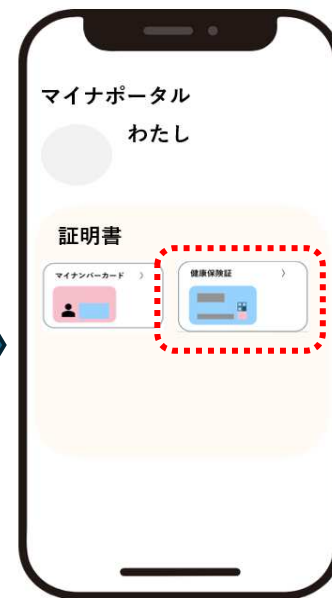 マイナポータル
わたし
証明書
マイナンバーカード 〉
健康保険証 〉